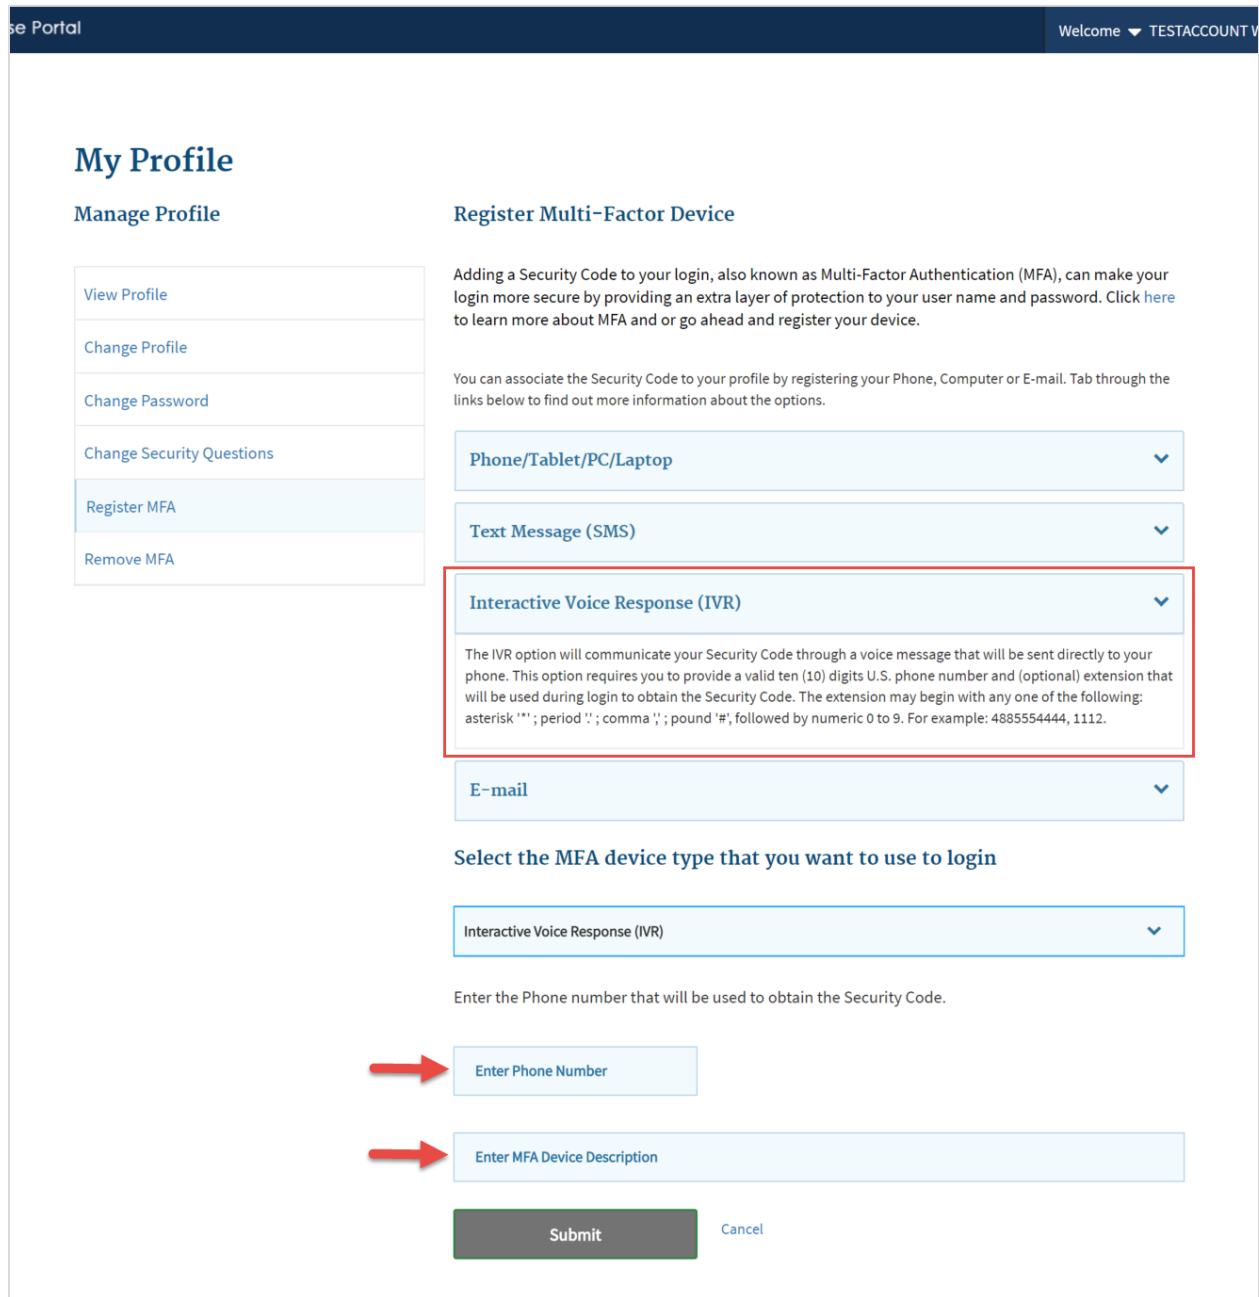 se Portal
Welcome TESTACCOUNT
My Profile
Manage Profile
View Profile
Change Profile
Change Password
Change Security Questions
Register MFA
Remove MFA
Register Multi-Factor Device
Adding a Security Code to your login, also known as Multi-Factor Authentication (MFA), can make your
login more secure by providing an extra layer of protection to your user name and password. Click here
to learn more about MFA and or go ahead and register your device.
You can associate the Security Code to your profile by registering your Phone, Computer or E-mail. Tab through the
links below to find out more information about the options.
Phone/Tablet/PC/Laptop
Text Message (SMS)
Interactive Voice Response (IVR)
The IVR option will communicate your Security Code through a voice message that will be sent directly to your
phone. This option requires you to provide a valid ten (10) digits U.S. phone number and (optional) extension that
will be used during login to obtain the Security Code. The extension may begin with any one of the following:
asterisk '*' ; period '.' ; comma ',' ; pound '#', followed by numeric 0 to 9. For example: 4885554444, 1112.
E-mail
Select the MFA device type that you want to use to login
Interactive Voice Response (IVR)
Enter the Phone number that will be used to obtain the Security Code.
Enter Phone Number
Enter MFA Device Description
Submit
Cancel